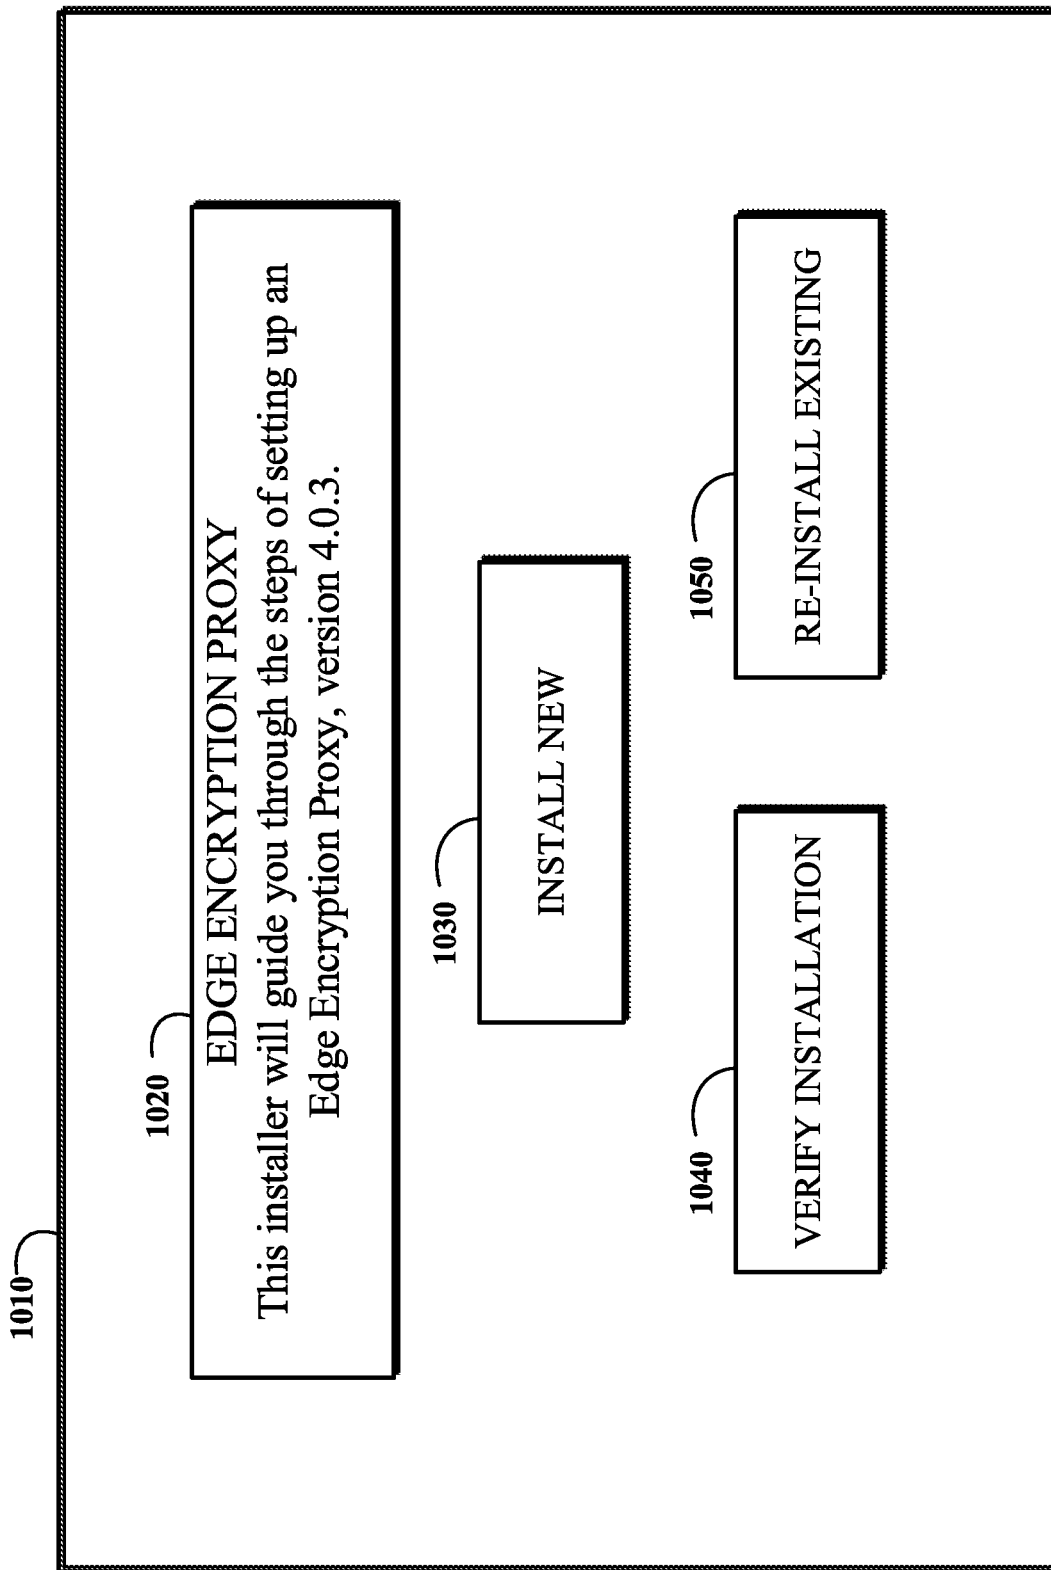 1010
1020
EDGE ENCRYPTION PROXY
This installer will guide you through the steps of setting up an
Edge Encryption Proxy, version 4.0.3.
1030
INSTALL NEW
1040
VERIFY INSTALLATION
1050
RE-INSTALL EXISTING